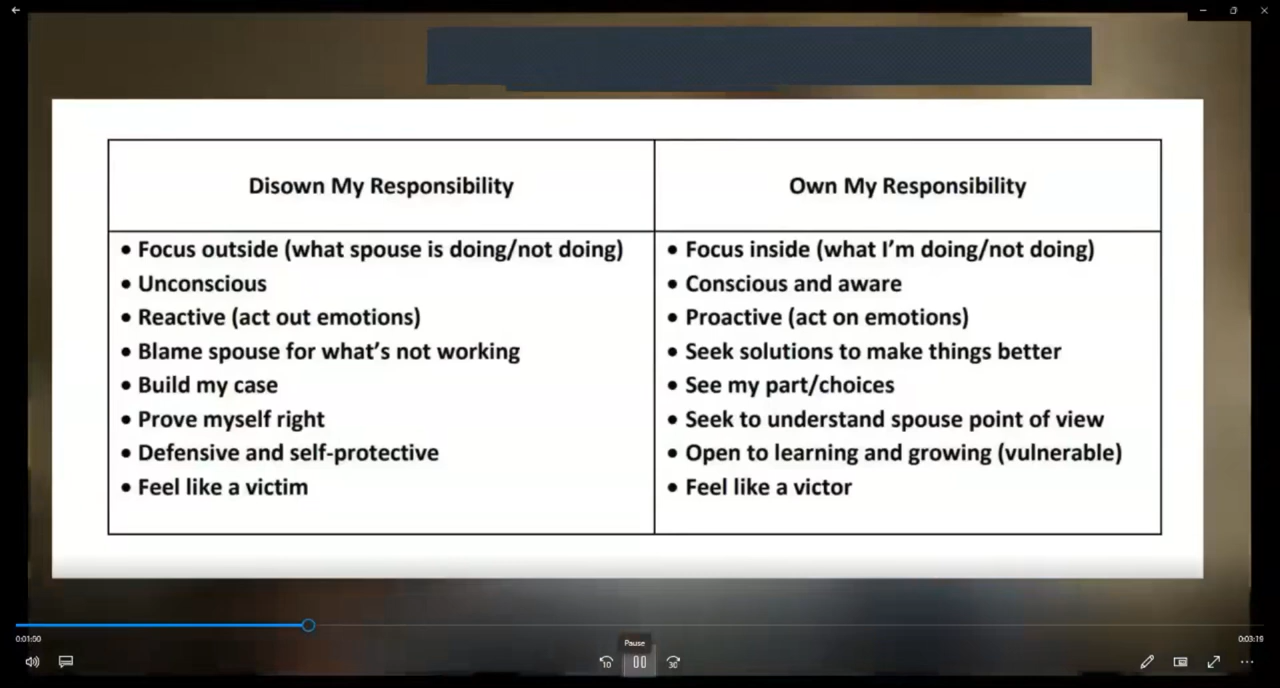 Disown My Responsibility
Own My Responsibility
• Focus outside (what spouse is doing/not doing)
• Unconscious
• Reactive (act out emotions)
• Blame spouse for what's not working
• Build my case
• Prove myself right
• Defensive and self-protective
• Feel like a victim
• Focus inside (what I'm doing/not doing)
• Conscious and aware
• Proactive (act on emotions)
• Seek solutions to make things better
• See my part/choices
• Seek to understand spouse point of view
• Open to learning and growing (vulnerable)
• Feel like a victor
Pause
0:01:00
0:03:19
10
30